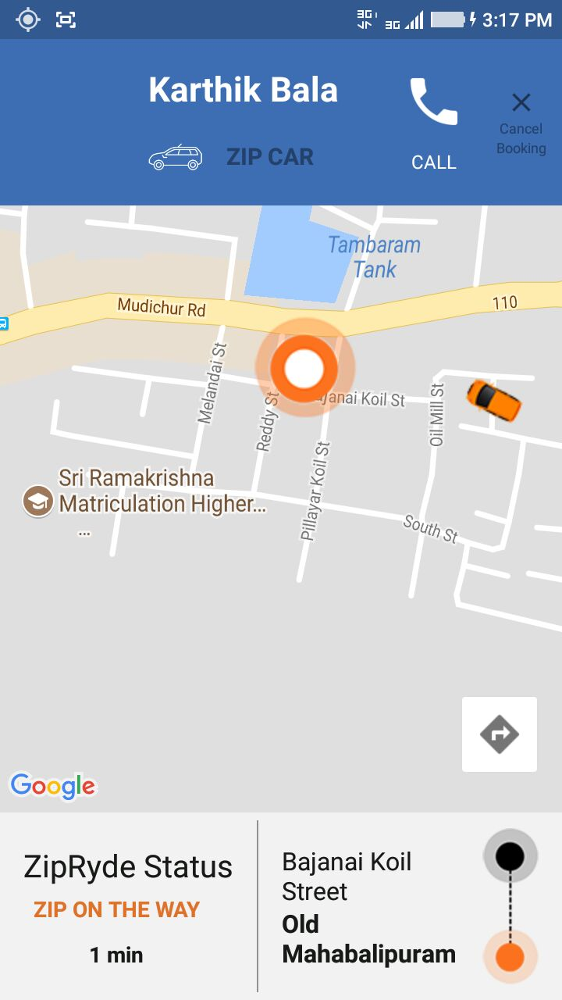 3G 3G 3:17 PM
Karthik Bala
ZIP CAR
CALL
Cancel
Booking
Tambaram
Tank
Mudichur Rd
110
Melandai St
Reddy St
ajanai Koil St
Oil Mill St
Pillayar Koil St
Sri Ramakrishna
Matriculation Higher...
...
South St
Google
ZipRyde Status
ZIP ON THE WAY
1 min
Bajanai Koil
Street
Old
Mahabalipuram